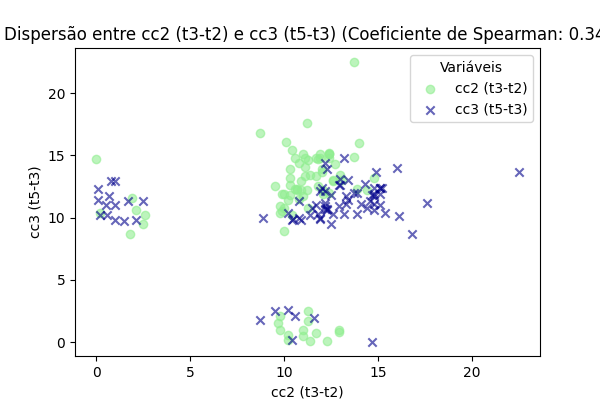 Dispersão entre cc2 (t3-t2) e cc3 (t5-t3) (Coeficiente de Spearman: 0.34
Variáveis
cc2 (t3-t2)
cc3 (t5-t3)
20
15
10
5
0
cc3 (t5-t3)
0 5 10 15 20
cc2 (t3-t2)